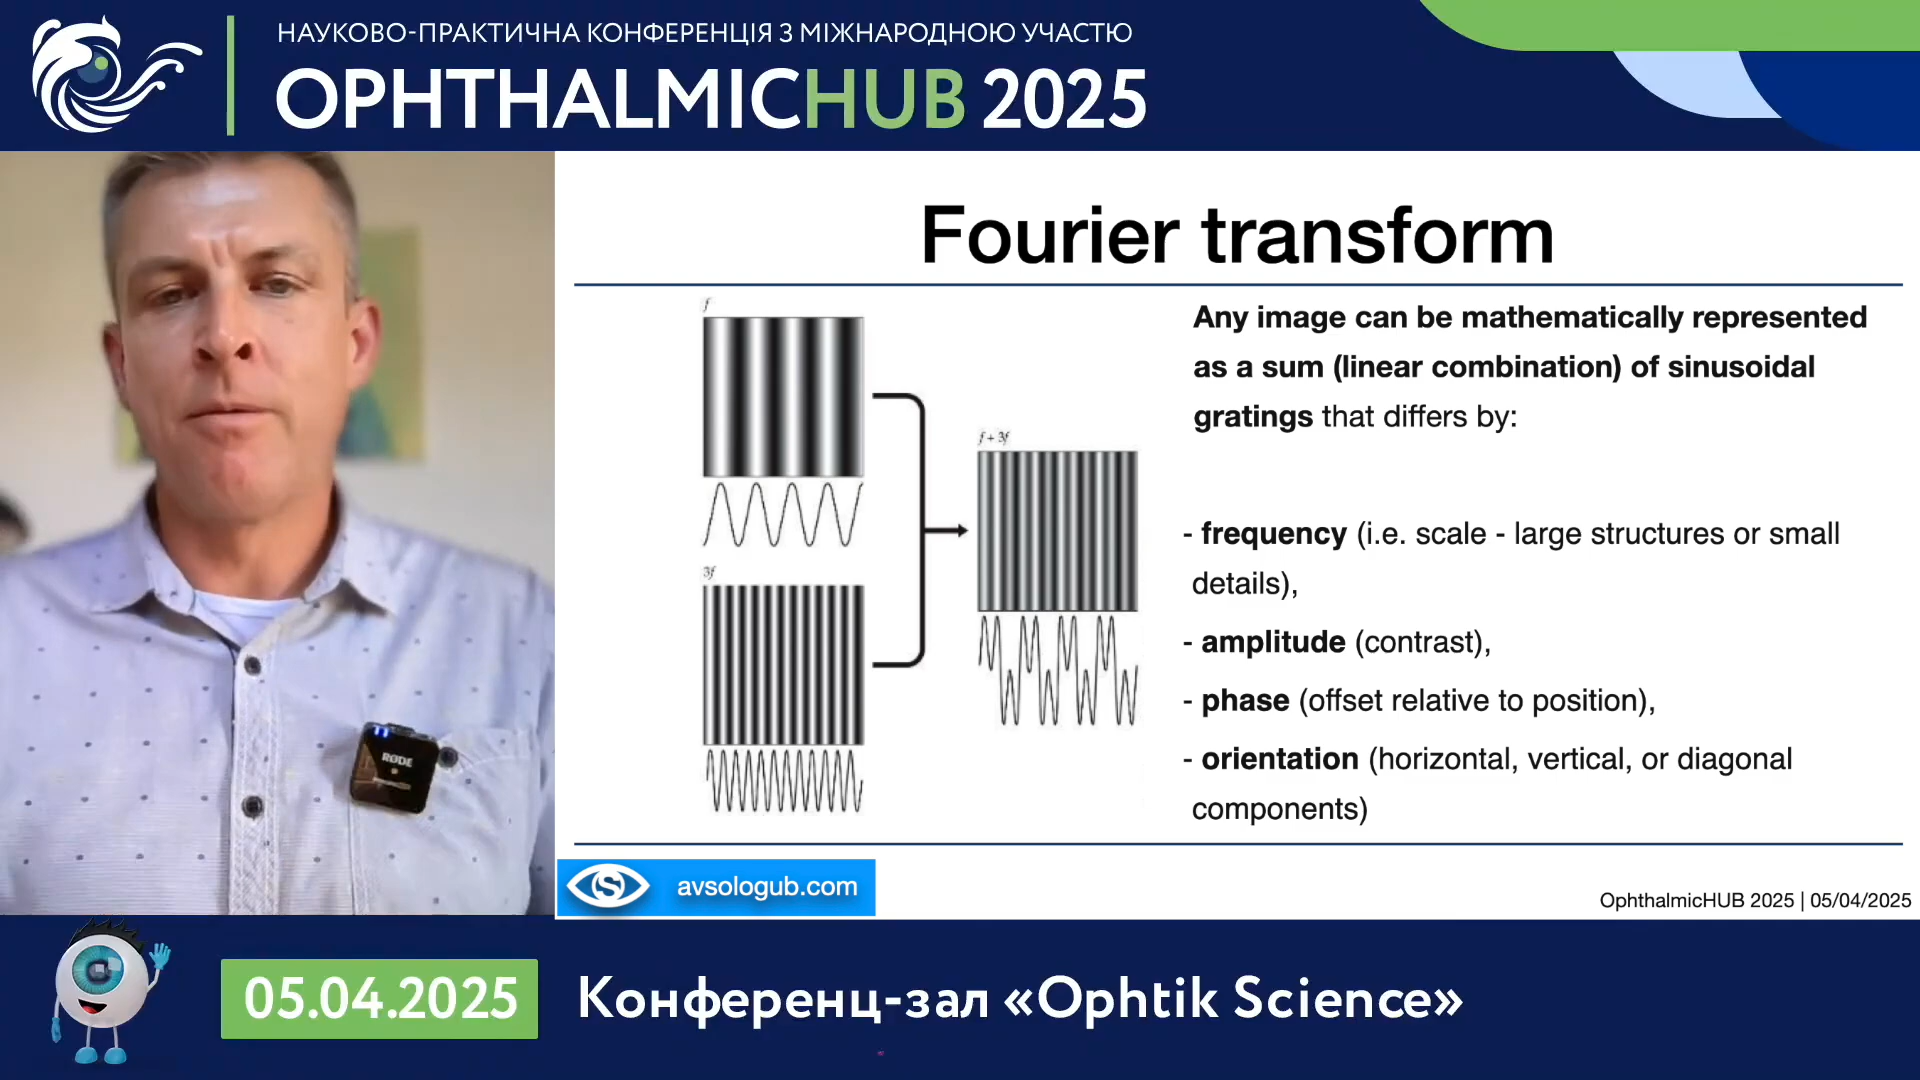 НАУКОВО-ПРАКТИЧНА КОНФЕРЕНЦІЯ З МІЖНАРОДНОЮ УЧАСТЮ
OPHTHALMICHUB 2025
Fourier transform
f
3f
f + 3f
Any image can be mathematically represented
as a sum (linear combination) of sinusoidal
gratings that differs by:
- frequency (i.e. scale - large structures or small
details),
- amplitude (contrast),
- phase (offset relative to position),
- orientation (horizontal, vertical, or diagonal
components)
RODE
avsologub.com
OphthalmicHUB 2025 | 05/04/2025
05.04.2025
Конференц-зал «Ophtik Science»